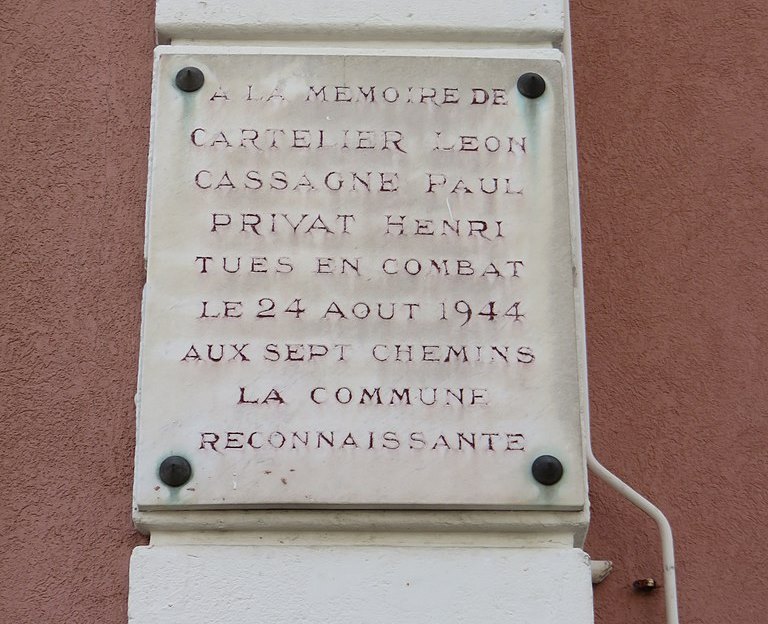 A LA MEMOIRE DE
CARTELIER LEON
CASSAGNE PAUL
PRIVAT HENRI
TUES EN COMBAT
LE 24 AOUT 1944
AUX SEPT CHEMINS
LA COMMUNE
RECONNAISSANTE